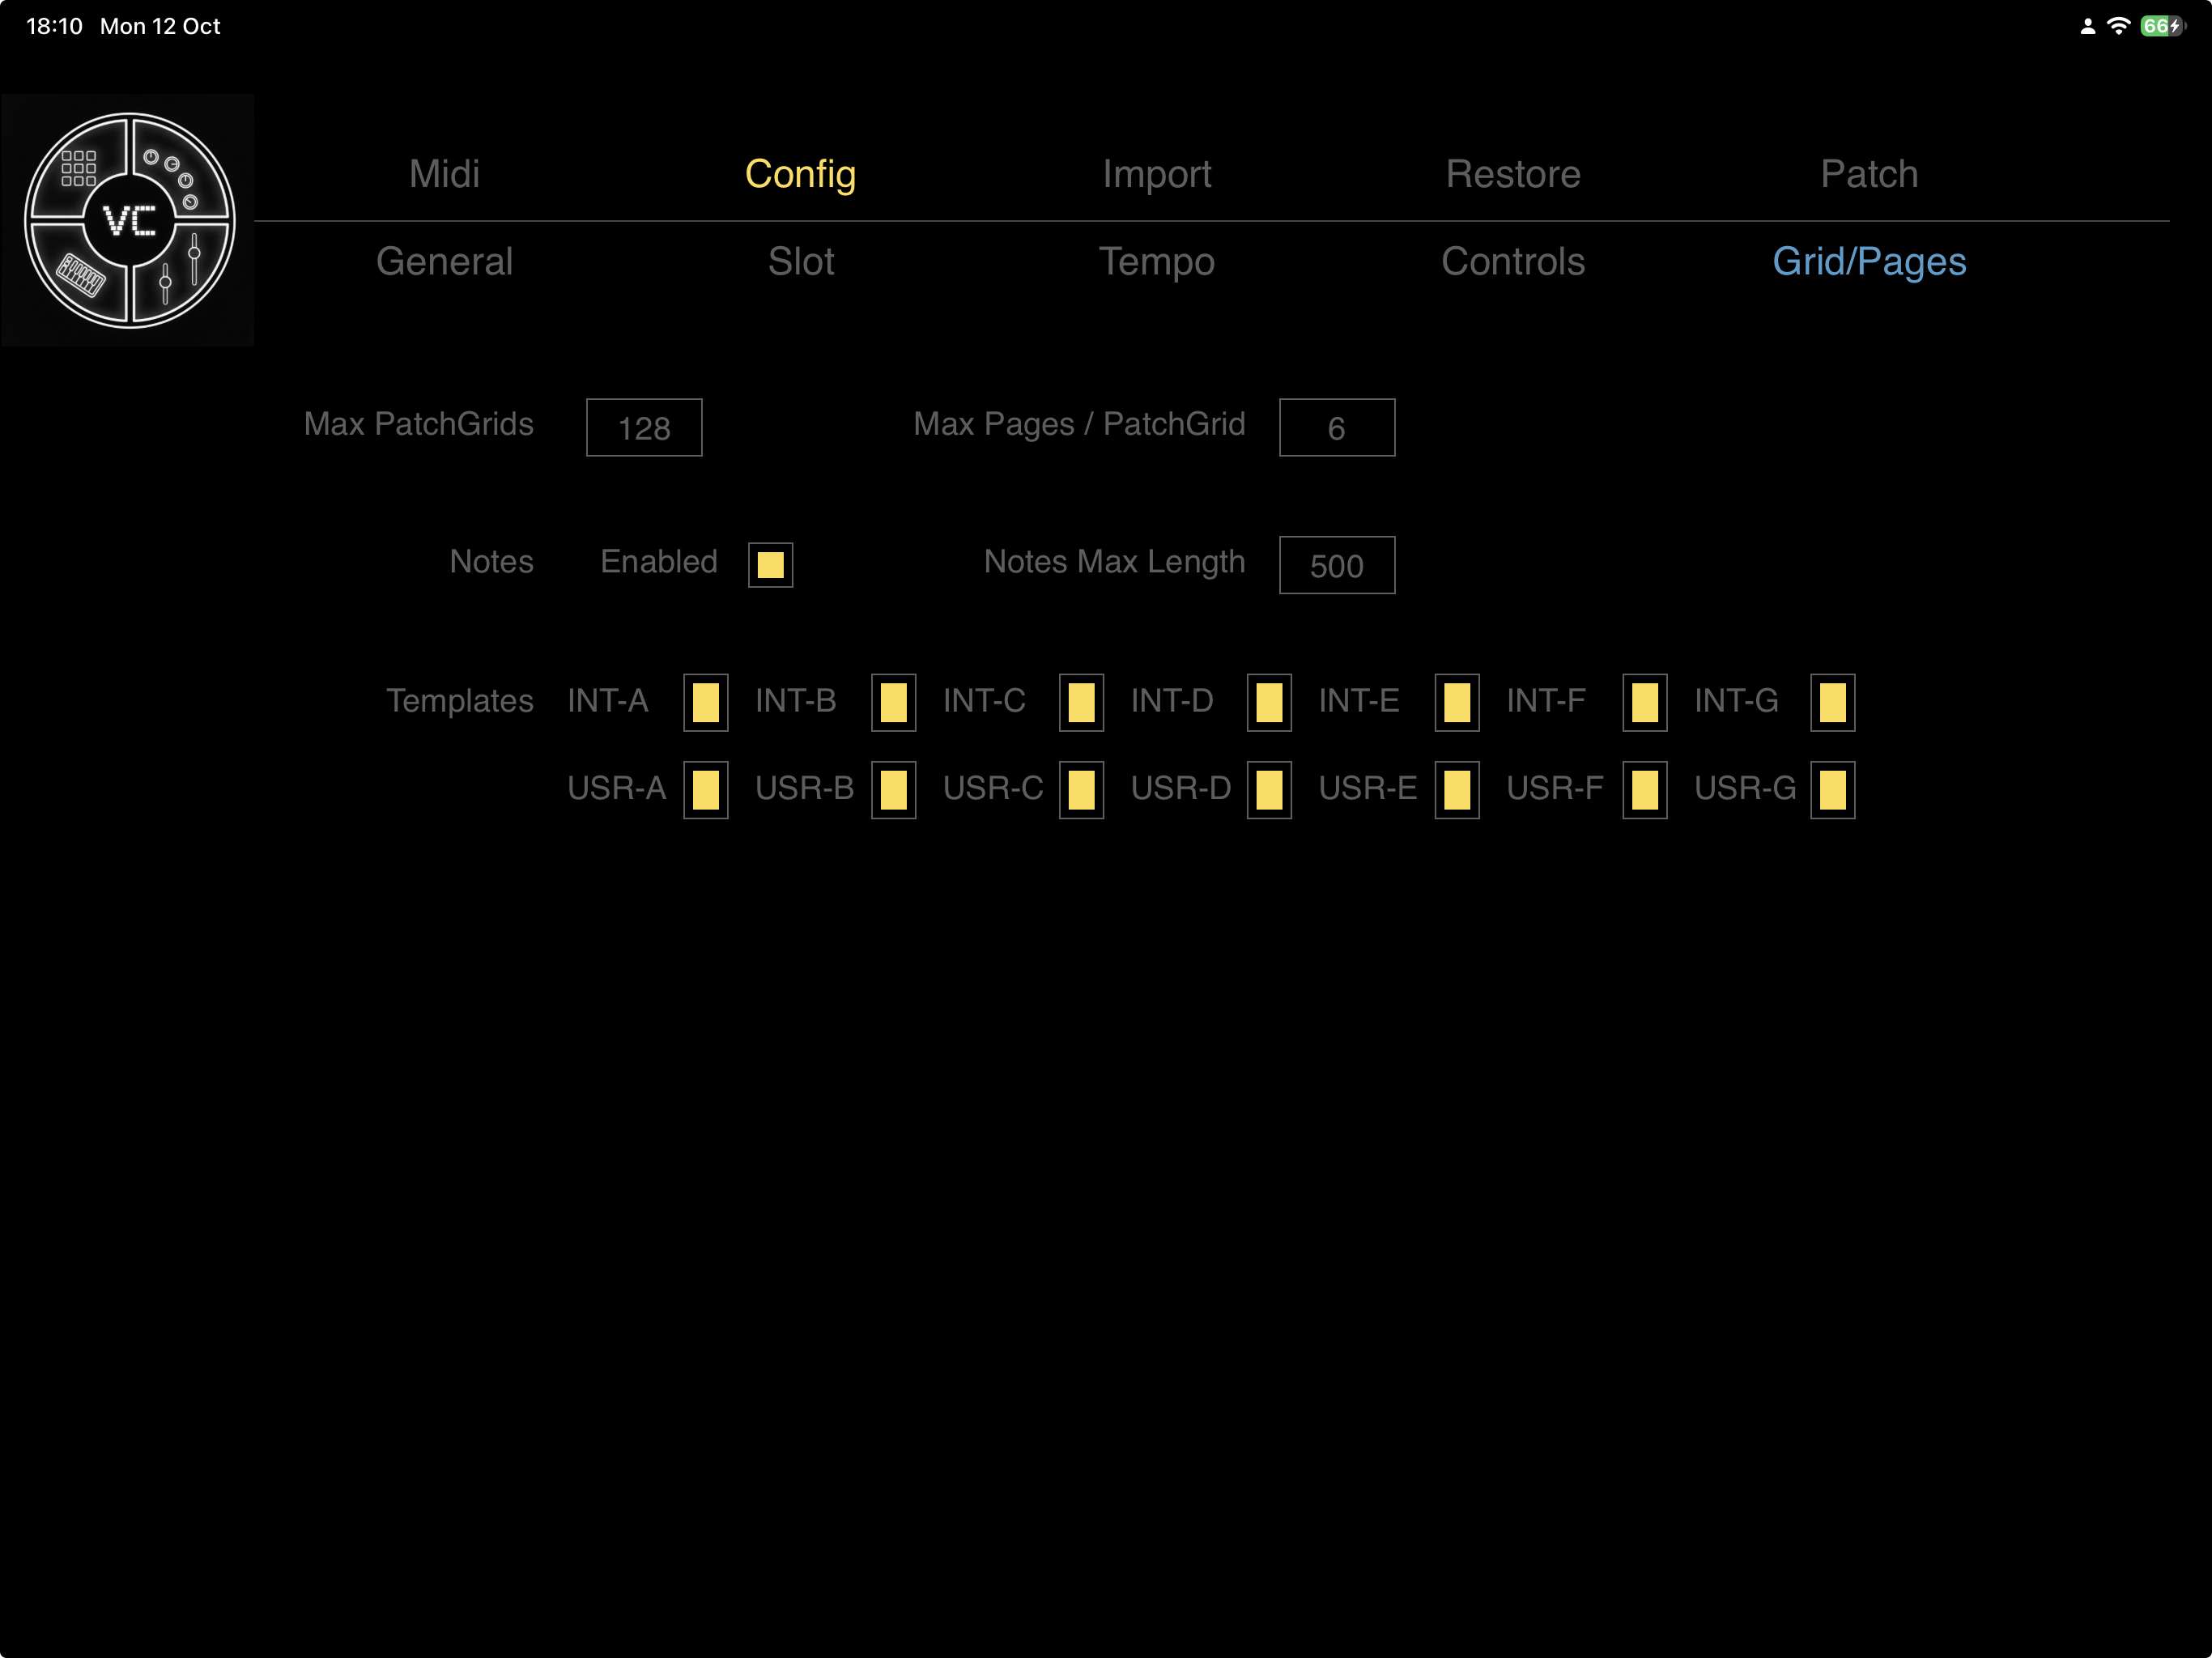 18:10 Mon 12 Oct
66
VC
Midi Config Import Restore Patch
General Slot Tempo Controls Grid/Pages
Max PatchGrids 128 Max Pages / PatchGrid 6
Notes Enabled Notes Max Length 500
Templates INT-A INT-B INT-C INT-D INT-E INT-F INT-G
USR-A USR-B USR-C USR-D USR-E USR-F USR-G